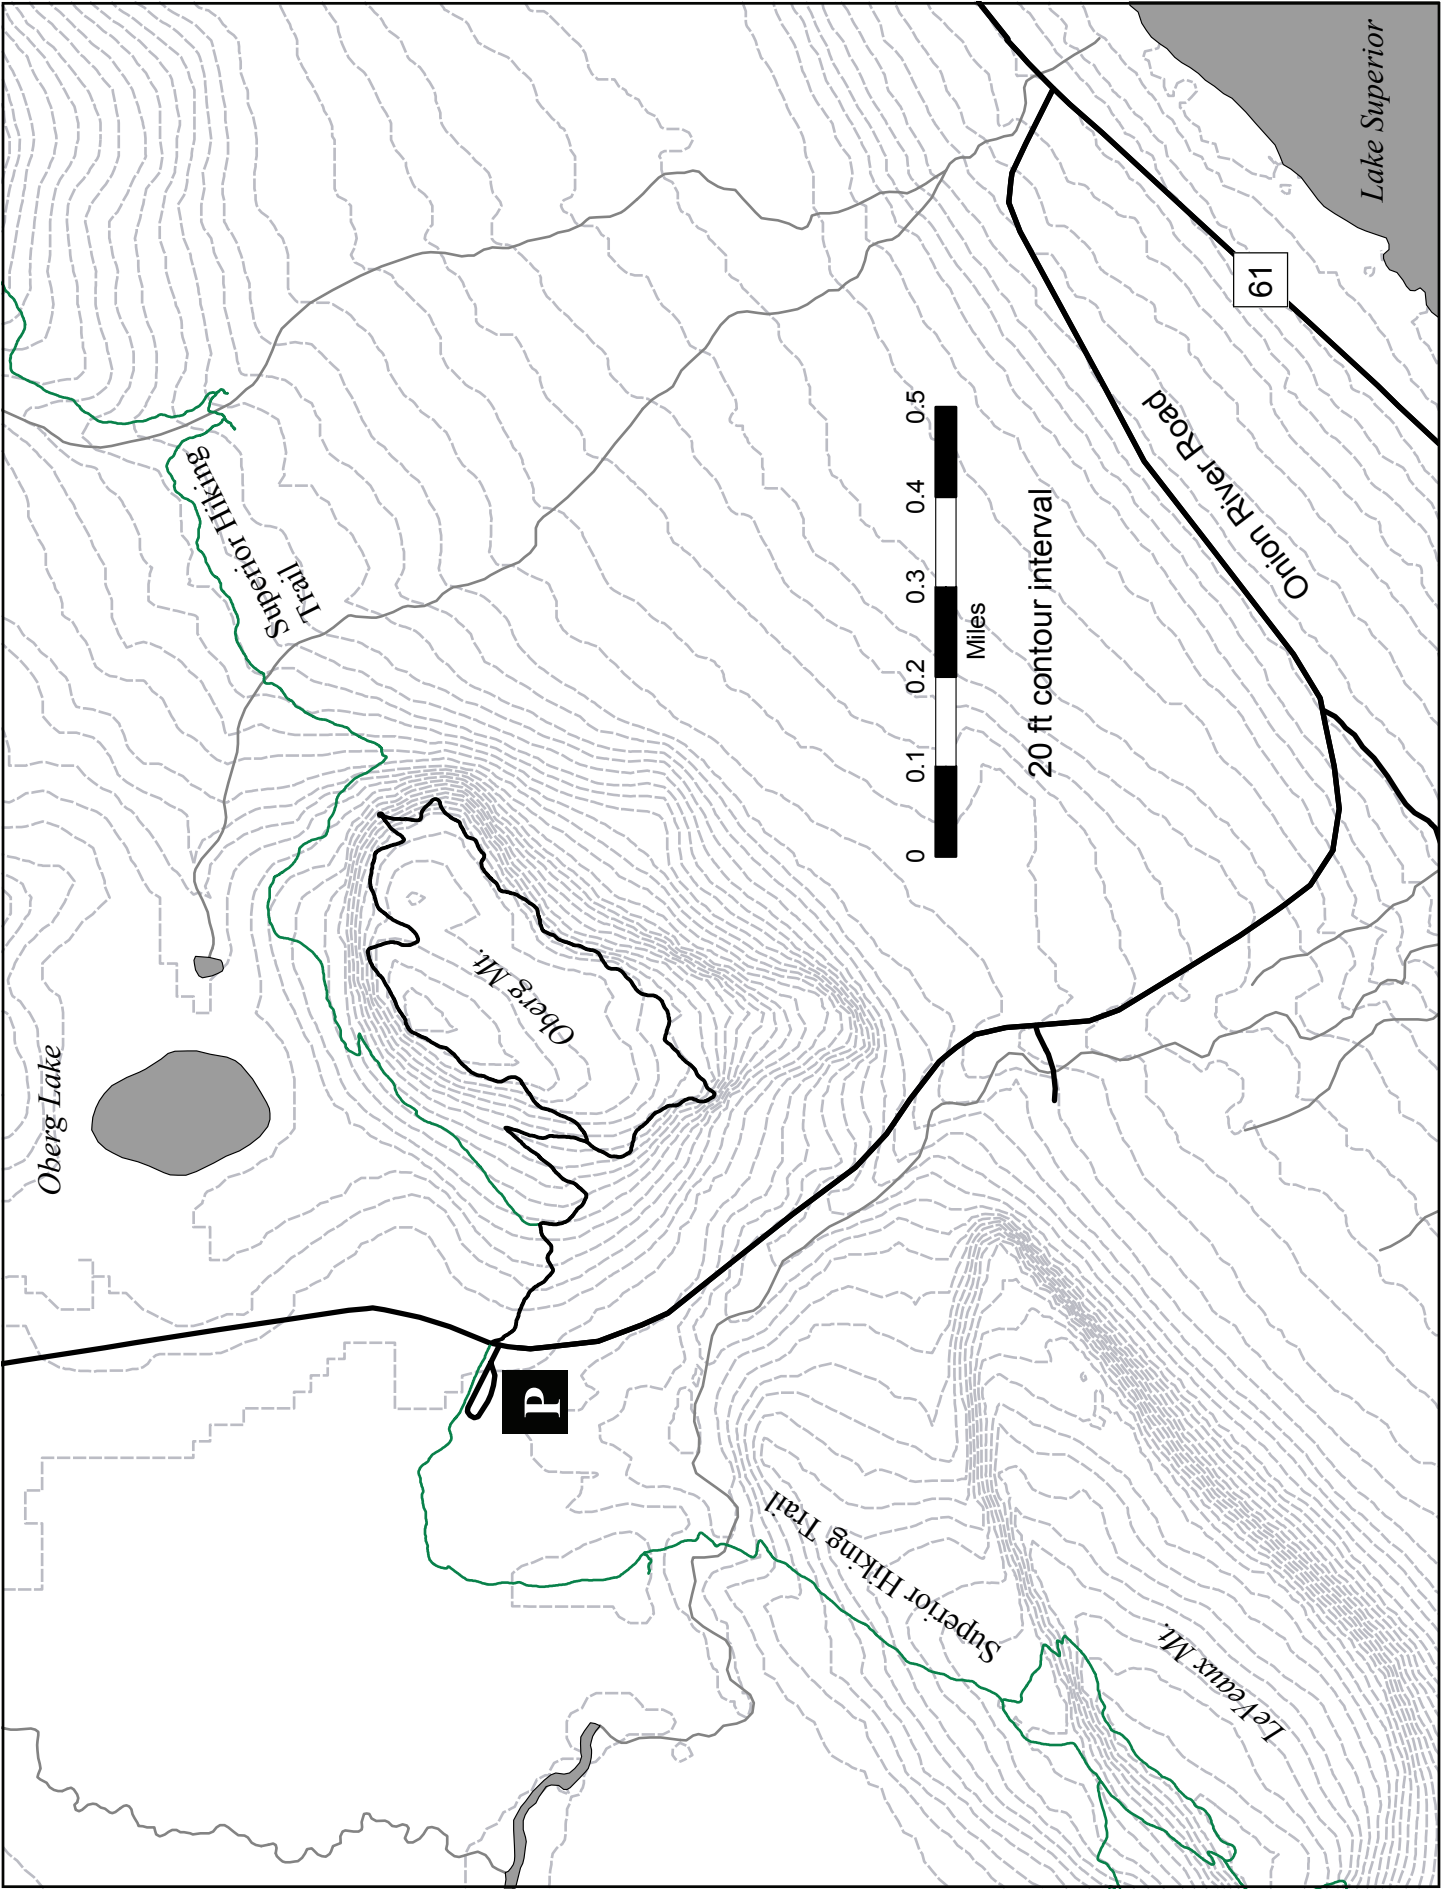 Lake Superior
61
Superior Hiking
Trail
Onion River Road
0 0.1 0.2 0.3 0.4 0.5
Miles
20 ft contour interval
Oberg Mt.
Oberg Lake
P
Superior Hiking Trail
LeVeaux Mt.